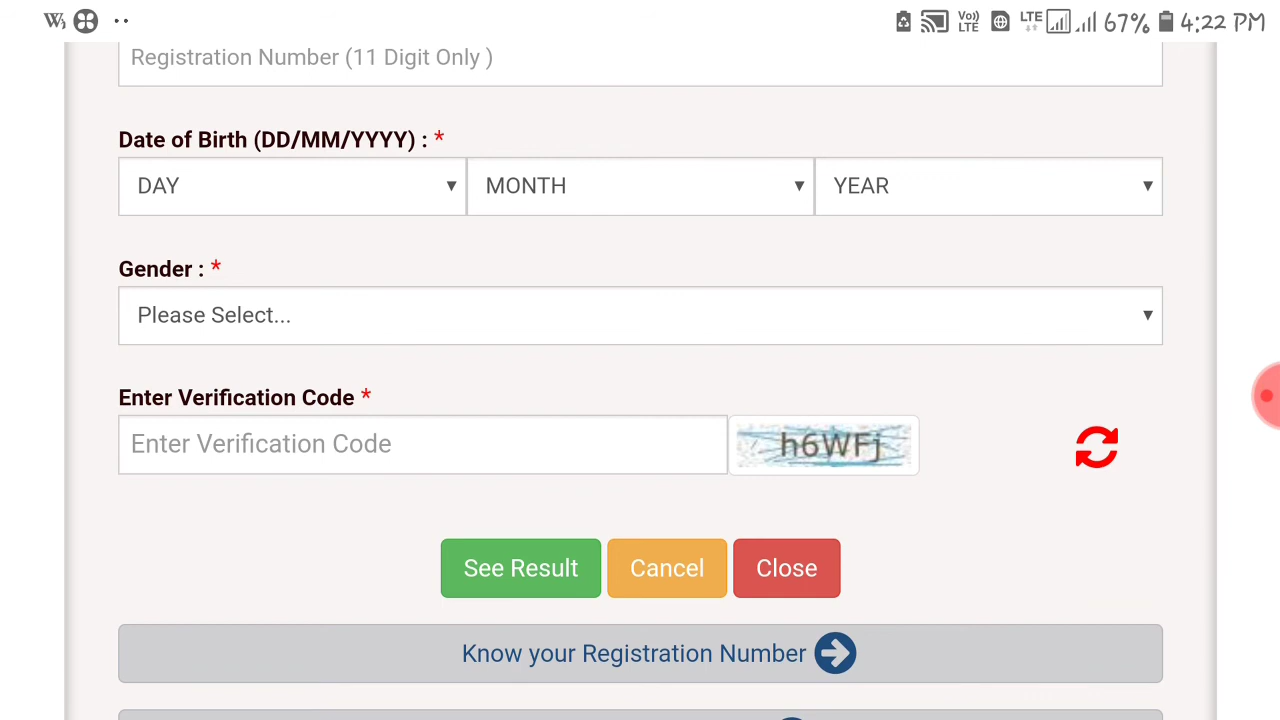 67% 4:22 PM
Registration Number (11 Digit Only )
Date of Birth (DD/MM/YYYY) : *
DAY MONTH YEAR
Gender : *
Please Select...
Enter Verification Code *
Enter Verification Code h6WFj
See Result Cancel Close
Know your Registration Number